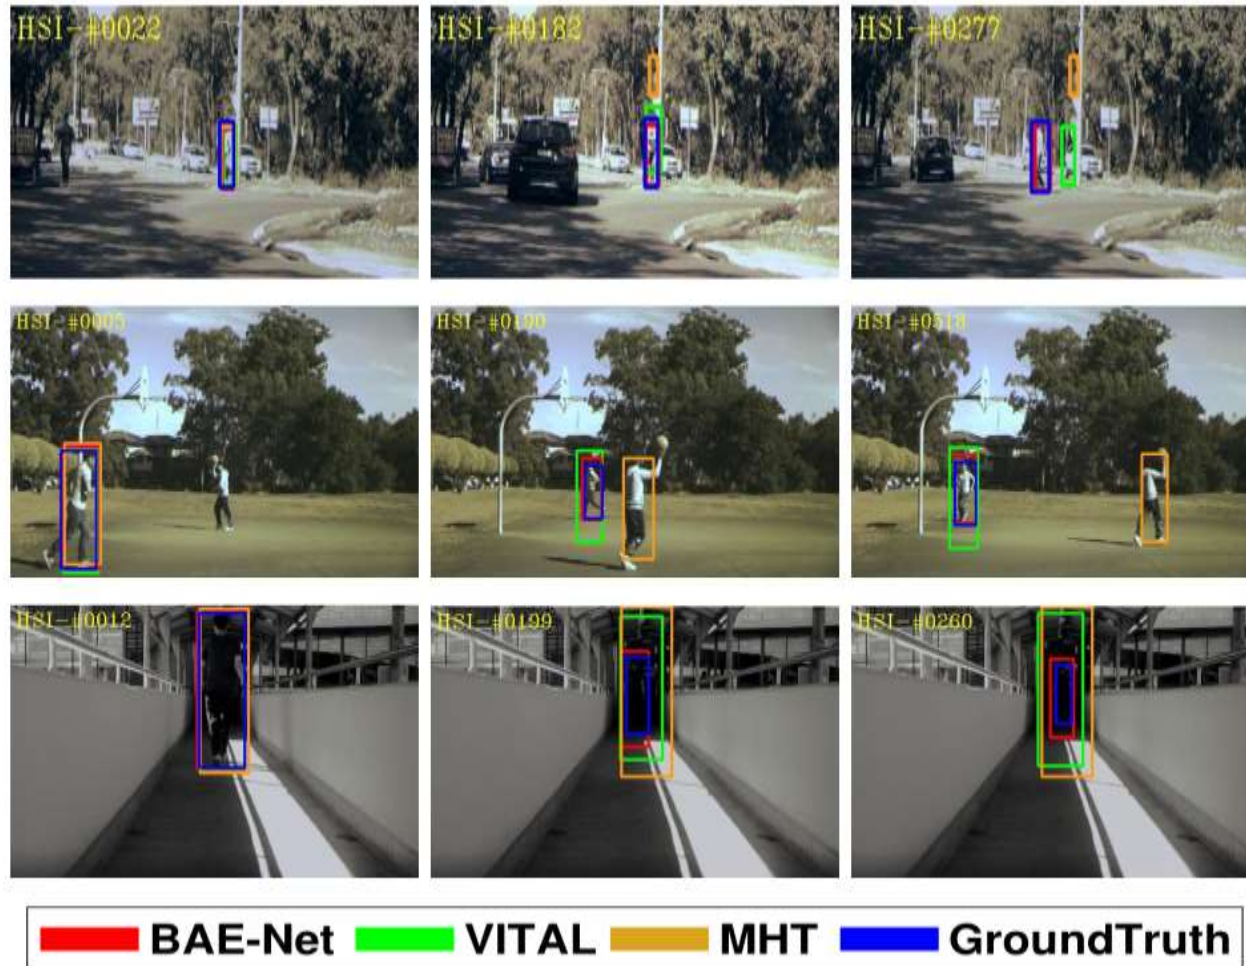 HSI-#0022 HSI-#0182 HSI-#0277
HSI-#0005 HSI-#0190 HSI-#0518
HSI-#0012 HSI-#0199 HSI-#0260
BAE-Net VITAL MHT GroundTruth